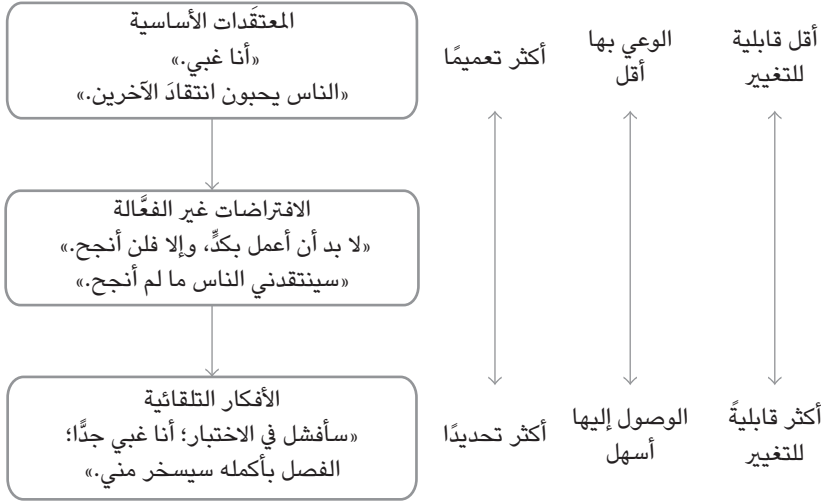 المعتقَدات الأساسية
«أنا غبي.»
«الناس يحبون انتقادَ الآخرين.»
أكثر تعميمًا
الوعي بها
أقل
أقل قابلية
للتغيير
الافتراضات غير الفعَّالة
«لا بد أن أعمل بكدٍّ، وإلا فلن أنجح.»
«سينتقدني الناس ما لم أنجح.»
الأفكار التلقائية
«سأفشل في الاختبار؛ أنا غبي جدًّا؛
الفصل بأكمله سيسخر مني.»
أكثر تحديدًا
الوصول إليها
أسهل
أكثر قابليةً
للتغيير